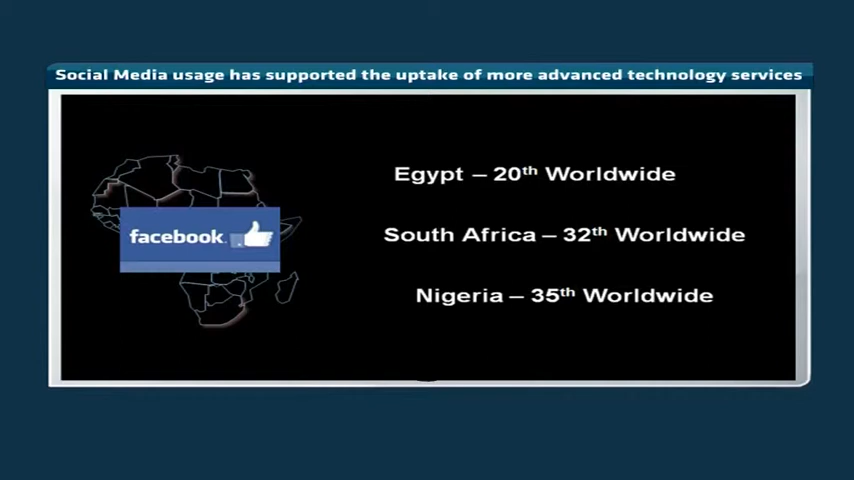 Social Media usage has supported the uptake of more advanced technology services
Egypt – 20th Worldwide
facebook.
South Africa – 32th Worldwide
Nigeria – 35th Worldwide